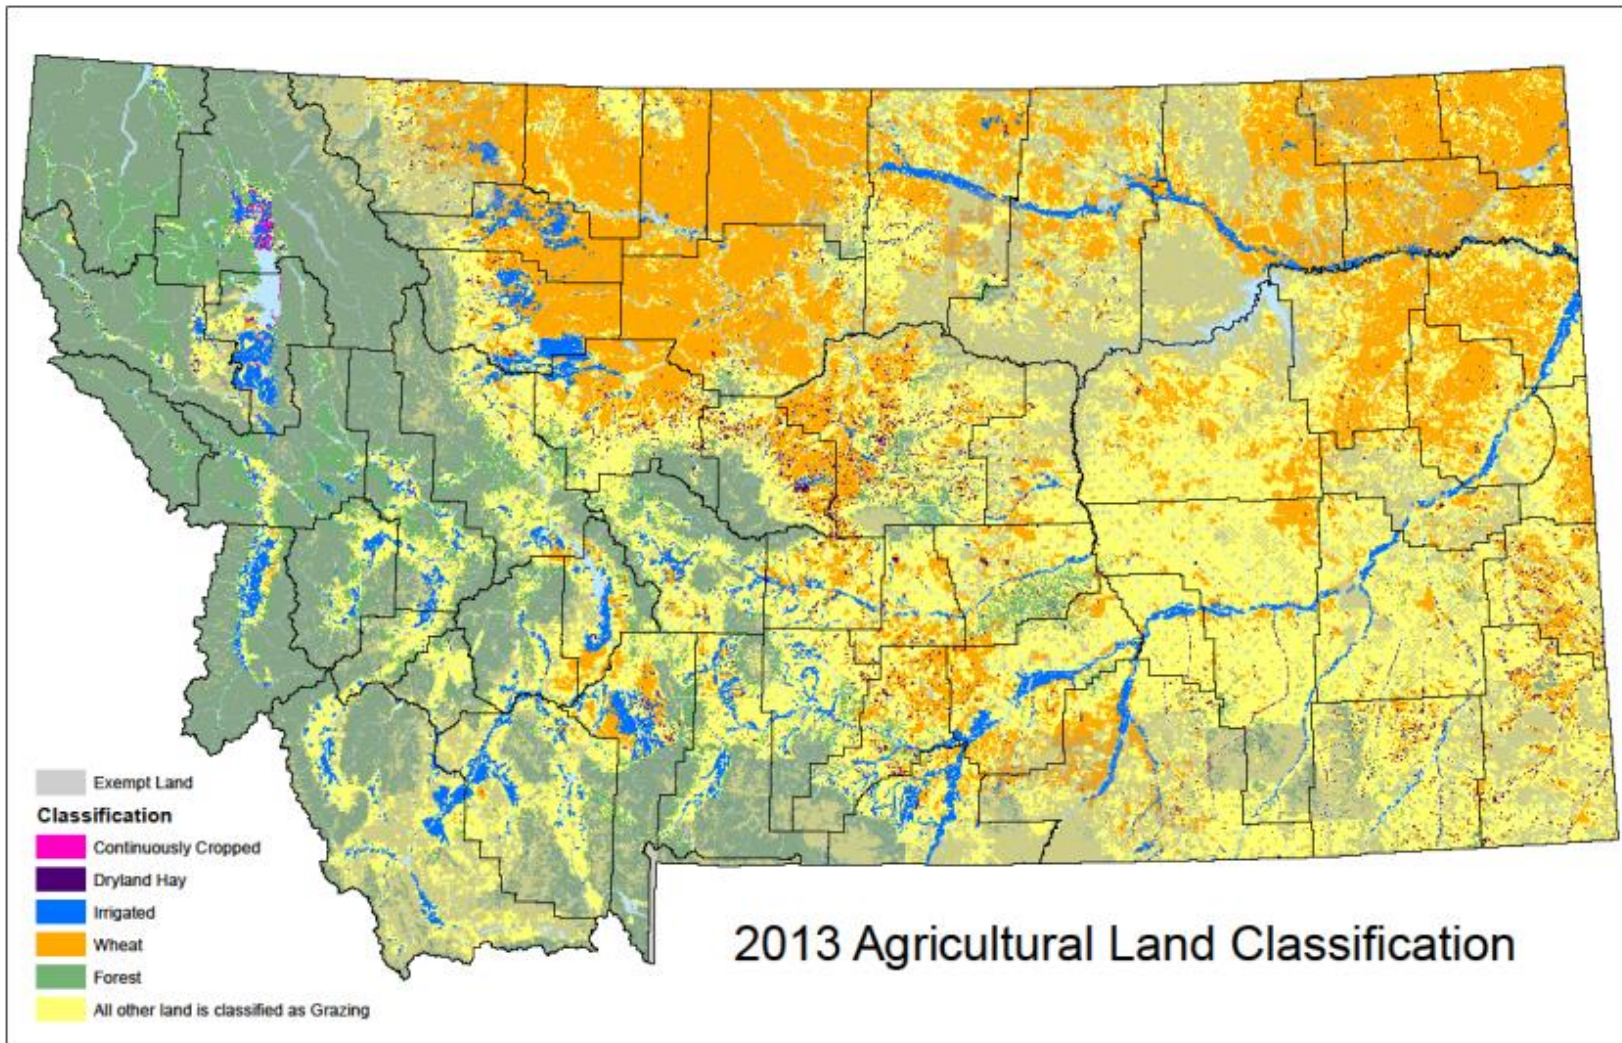 Exempt Land
Classification
Continuously Cropped
Dryland Hay
Irrigated
Wheat
Forest
All other land is classified as Grazing
2013 Agricultural Land Classification